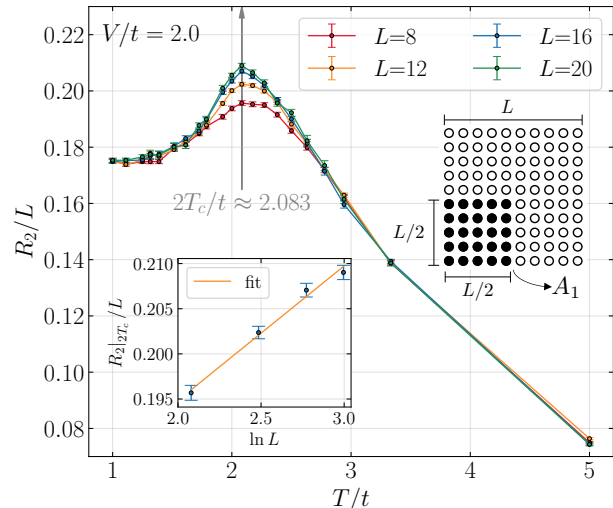 V/t = 2.0
L=8
L=12
L=16
L=20
0.22
0.20
0.18
0.16
0.14
0.12
0.10
0.08
R₂/L
2T_c/t ≈ 2.083
L
L/2
L/2
A₁
0.210
0.205
0.200
0.195
R₂|_{2T_c}/L
fit
2.0
2.5
3.0
ln L
1
2
3
4
5
T/t